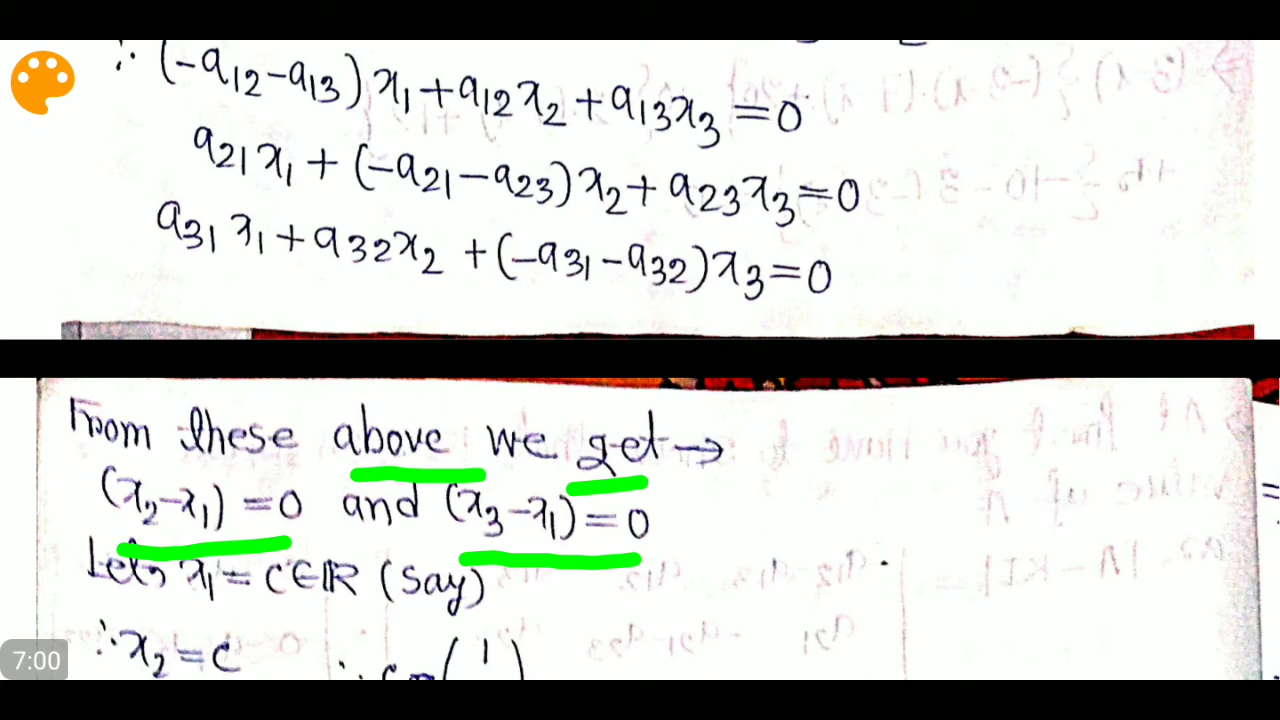 ∴ (-a₁₂-a₁₃)x₁+a₁₂x₂+a₁₃x₃=0
a₂₁x₁+(-a₂₁-a₂₃)x₂+a₂₃x₃=0
a₃₁x₁+a₃₂x₂+(-a₃₁-a₃₂)x₃=0
From these above we get→
(x₂-x₁)=0 and (x₃-x₁)=0
Lets x₁=C∈ℝ (say)
∴x₂=C
7:00